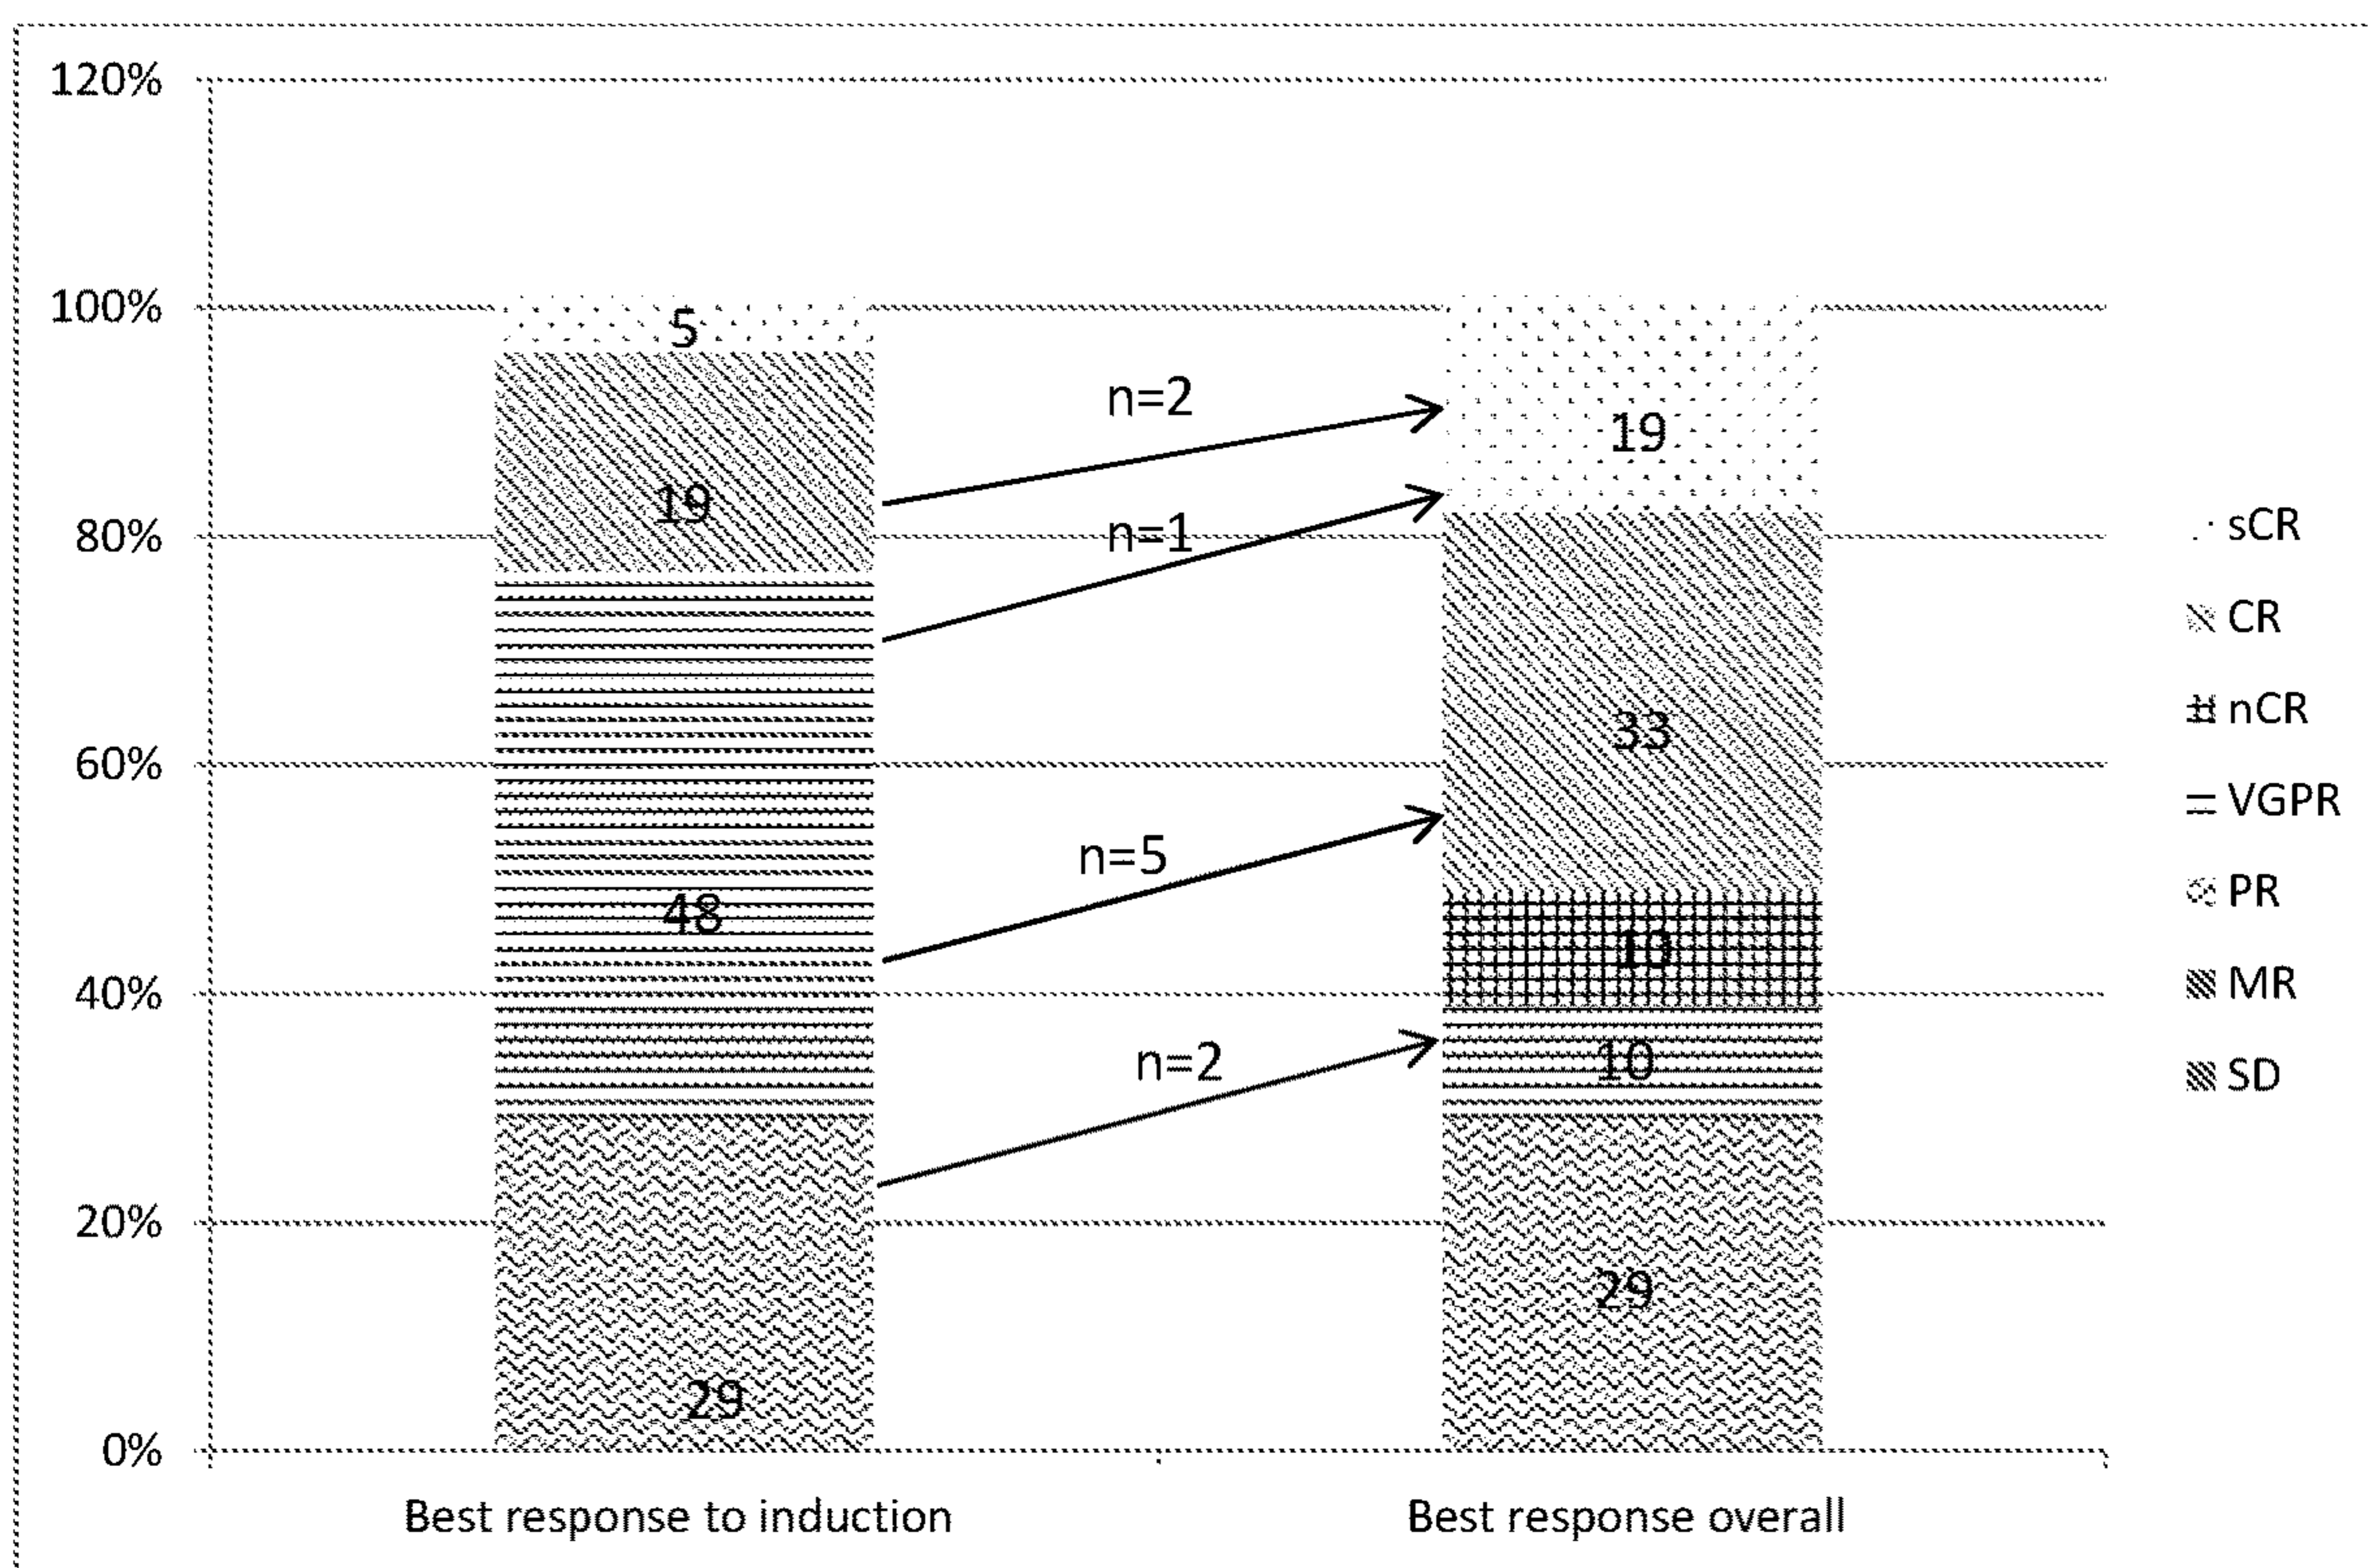 120%
100%
80%
60%
40%
20%
0%
5
19
48
29
n=2
n=1
n=5
n=2
19
33
10
10
29
Best response to induction
Best response overall
sCR
CR
nCR
VGPR
PR
MR
SD